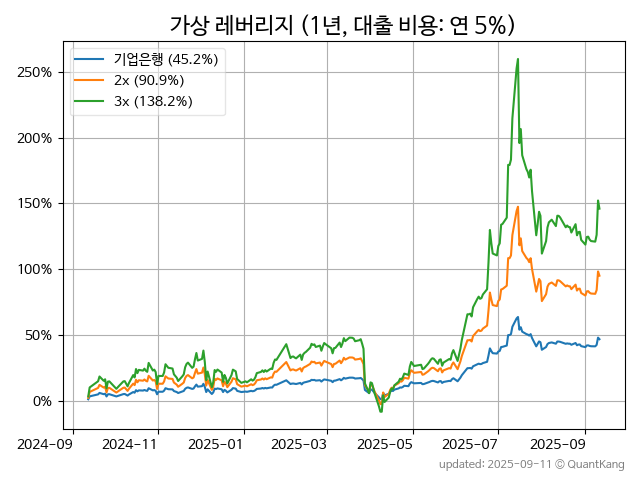 가상 레버리지 (1년, 대출 비용: 연 5%)
기업은행 (45.2%)
2x (90.9%)
3x (138.2%)
250%
200%
150%
100%
50%
0%
2024-09
2024-11
2025-01
2025-03
2025-05
2025-07
2025-09
updated: 2025-09-11 © QuantKang